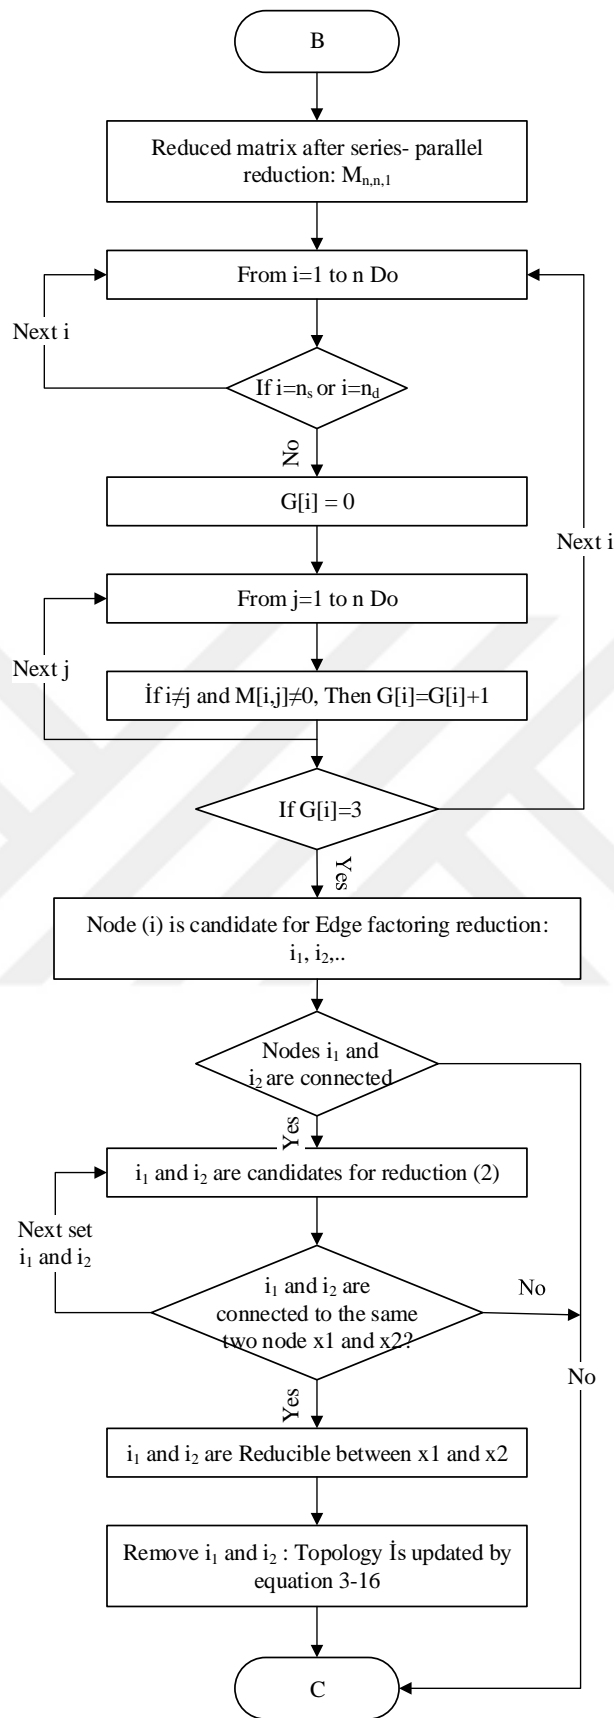 B
Reduced matrix after series- parallel
reduction: Mₙ,ₙ,₁
From i=1 to n Do
Next i
If i=nₛ or i=n_d
No
G[i] = 0
Next i
From j=1 to n Do
Next j
İf i≠j and M[i,j]≠0, Then G[i]=G[i]+1
If G[i]=3
Yes
Node (i) is candidate for Edge factoring reduction:
i₁, i₂,..
Nodes i₁ and
i₂ are connected
Yes
i₁ and i₂ are candidates for reduction (2)
Next set
i₁ and i₂
i₁ and i₂ are
connected to the same
two node x1 and x2?
No
No
Yes
i₁ and i₂ are Reducible between x1 and x2
Remove i₁ and i₂ : Topology İs updated by
equation 3-16
C